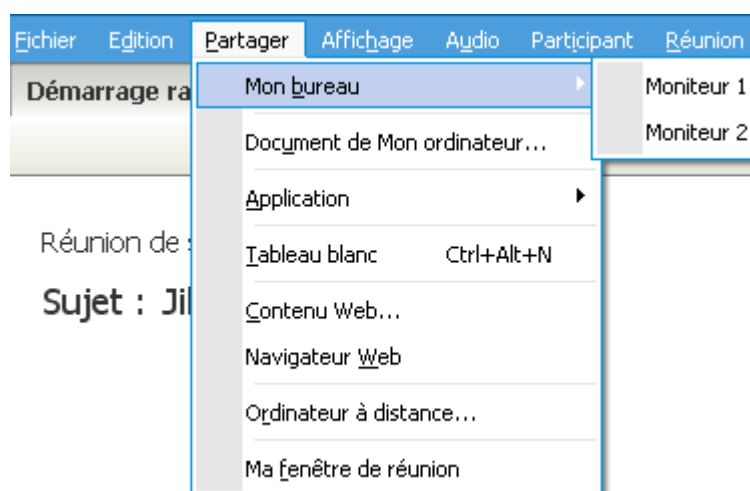 Fichier Edition Partager Affichage Audio Participant Réunion
Démarrage ra
Mon bureau
Moniteur 1
Moniteur 2
Document de Mon ordinateur...
Application
Réunion de
Tableau blanc Ctrl+Alt+N
Sujet : Jil
Contenu Web...
Navigateur Web
Ordinateur à distance...
Ma fenêtre de réunion